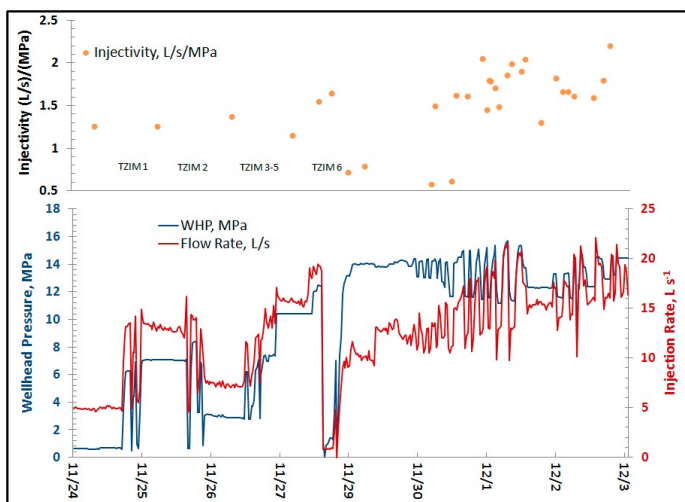 2.5
2
1.5
1
0.5
Injectivity (L/s)/(MPa)
Injectivity, L/s/MPa
TZIM 1 TZIM 2 TZIM 3-5 TZIM 6
18
16
14
12
10
8
6
4
2
0
Wellhead Pressure, MPa
WHP, MPa
Flow Rate, L/s
25
20
15
10
5
0
Injection Rate, L s⁻¹
11/24 11/25 11/26 11/27 11/28 11/29 11/30 12/1 12/2 12/3